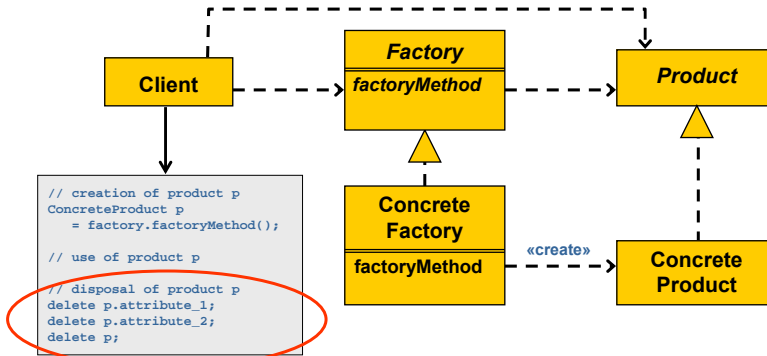 Factory
factoryMethod
Product
Client
// creation of product p
ConcreteProduct p
= factory.factoryMethod();
// use of product p
// disposal of product p
delete p.attribute_1;
delete p.attribute_2;
delete p;
Concrete
Factory
factoryMethod
«create»
Concrete
Product